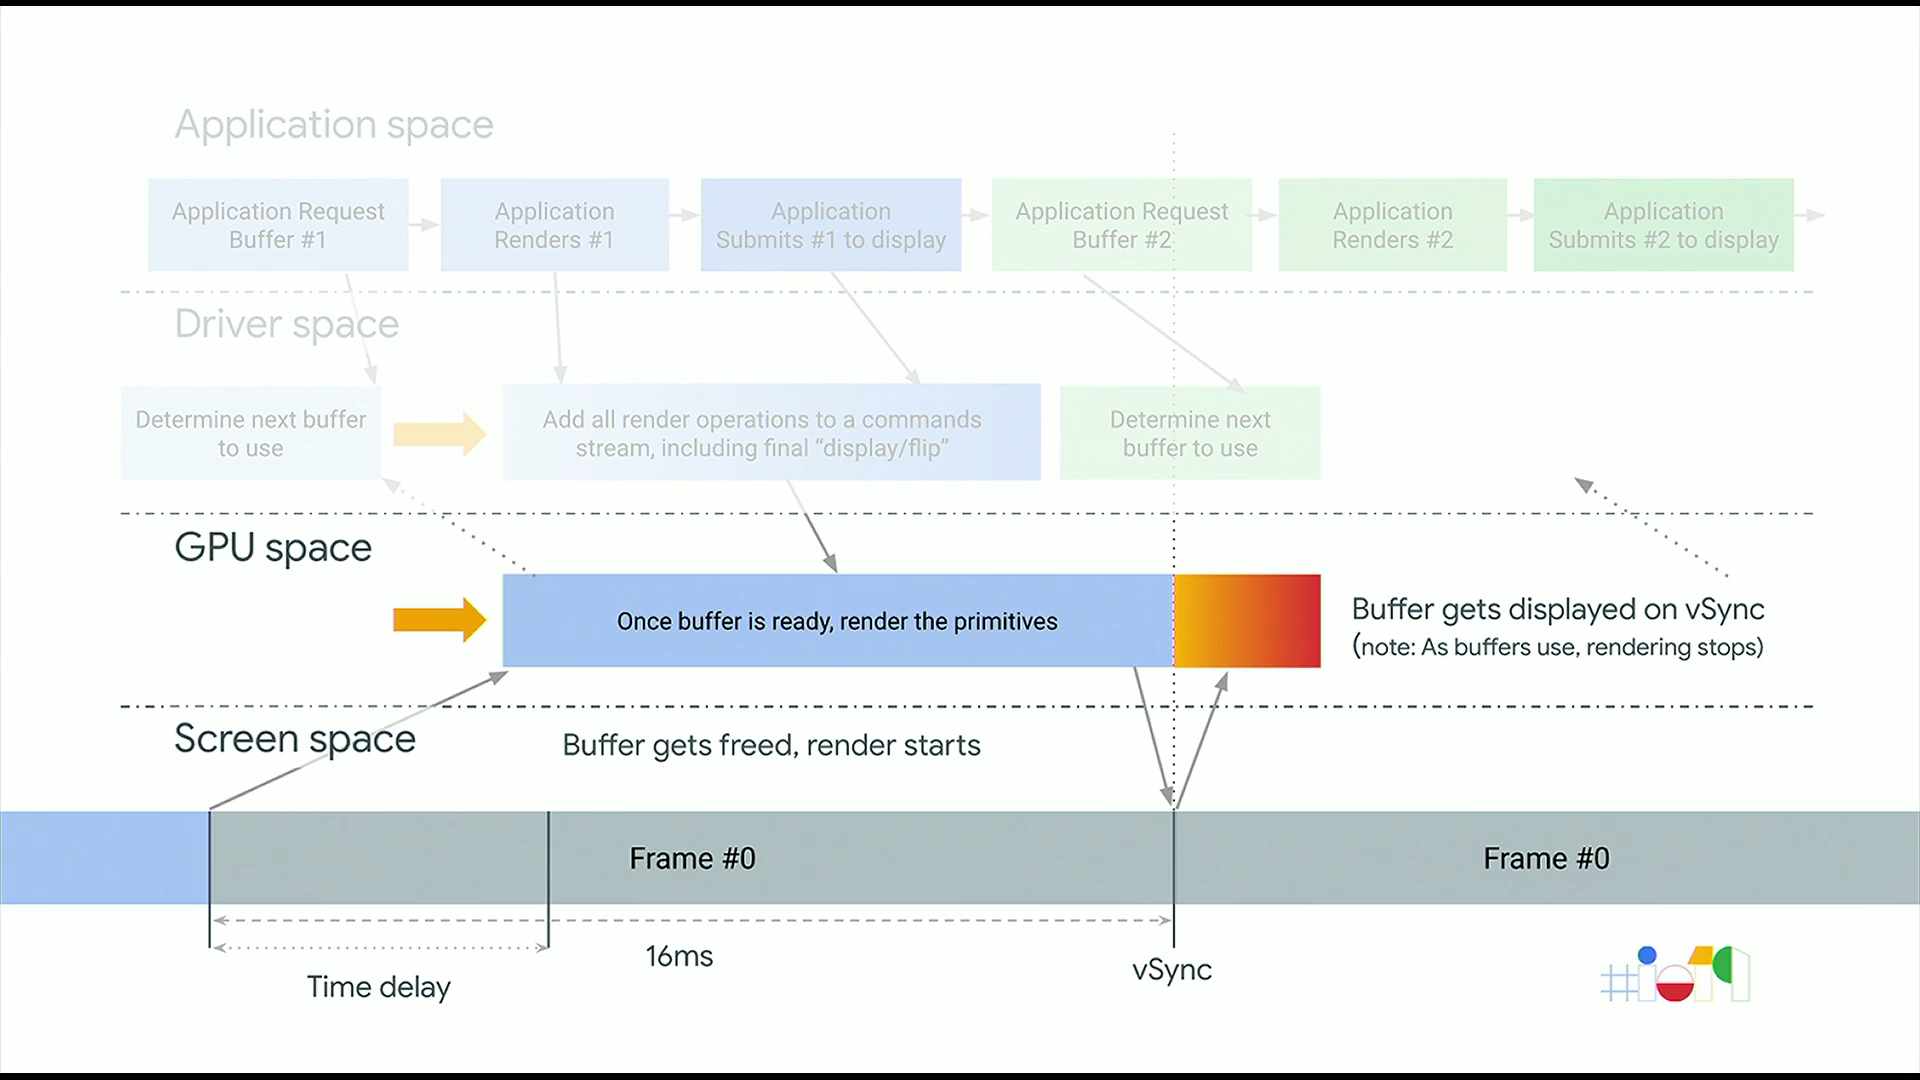 Application space
Application Request
Buffer #1
Application
Renders #1
Application
Submits #1 to display
Application Request
Buffer #2
Application
Renders #2
Application
Submits #2 to display
Driver space
Determine next buffer
to use
Add all render operations to a commands
stream, including final “display/flip”
Determine next
buffer to use
GPU space
Once buffer is ready, render the primitives
Buffer gets displayed on vSync
(note: As buffers use, rendering stops)
Screen space
Buffer gets freed, render starts
Frame #0
Frame #0
16ms
Time delay
vSync
#io19